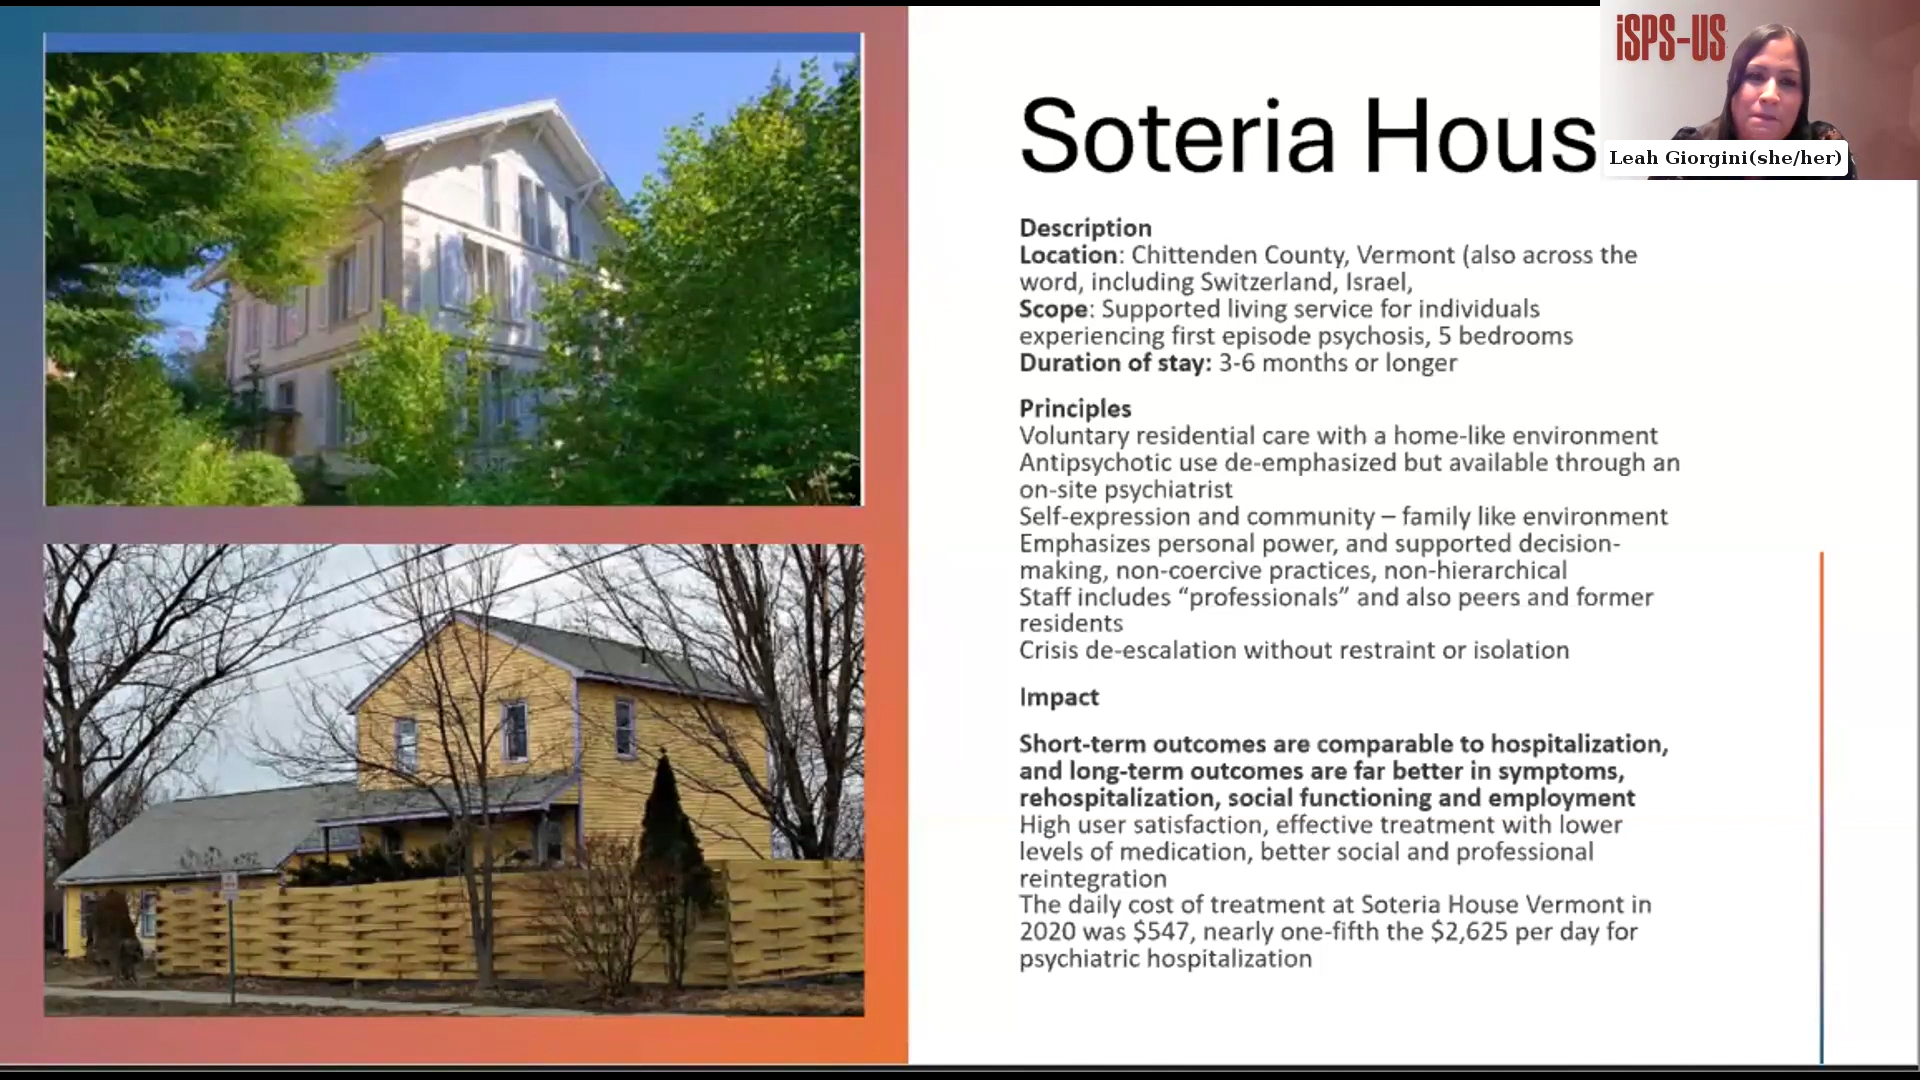 iSPS-US
Soteria Hous
Leah Giorgini(she/her)
Description
Location: Chittenden County, Vermont (also across the
word, including Switzerland, Israel,
Scope: Supported living service for individuals
experiencing first episode psychosis, 5 bedrooms
Duration of stay: 3-6 months or longer
Principles
Voluntary residential care with a home-like environment
Antipsychotic use de-emphasized but available through an
on-site psychiatrist
Self-expression and community – family like environment
Emphasizes personal power, and supported decision-
making, non-coercive practices, non-hierarchical
Staff includes “professionals” and also peers and former
residents
Crisis de-escalation without restraint or isolation
Impact
Short-term outcomes are comparable to hospitalization,
and long-term outcomes are far better in symptoms,
rehospitalization, social functioning and employment
High user satisfaction, effective treatment with lower
levels of medication, better social and professional
reintegration
The daily cost of treatment at Soteria House Vermont in
2020 was $547, nearly one-fifth the $2,625 per day for
psychiatric hospitalization